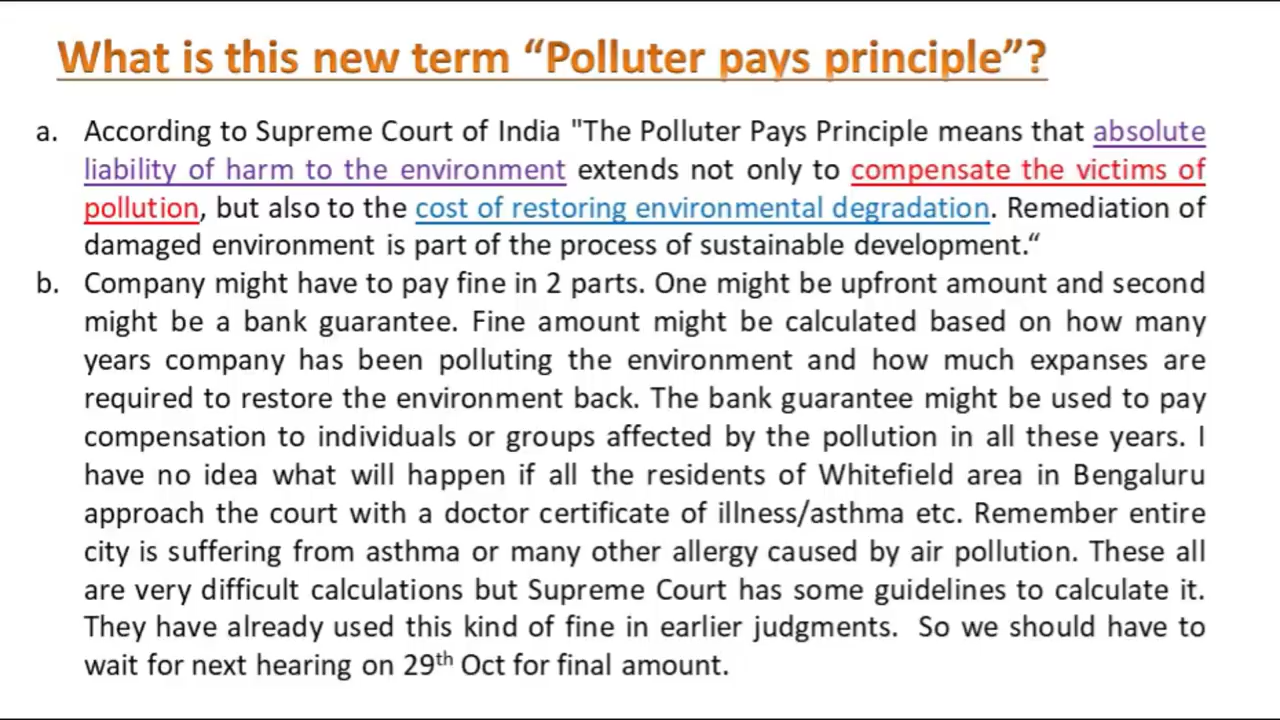 What is this new term “Polluter pays principle”?
a. According to Supreme Court of India "The Polluter Pays Principle means that absolute
liability of harm to the environment extends not only to compensate the victims of
pollution, but also to the cost of restoring environmental degradation. Remediation of
damaged environment is part of the process of sustainable development.“
b. Company might have to pay fine in 2 parts. One might be upfront amount and second
might be a bank guarantee. Fine amount might be calculated based on how many
years company has been polluting the environment and how much expanses are
required to restore the environment back. The bank guarantee might be used to pay
compensation to individuals or groups affected by the pollution in all these years. I
have no idea what will happen if all the residents of Whitefield area in Bengaluru
approach the court with a doctor certificate of illness/asthma etc. Remember entire
city is suffering from asthma or many other allergy caused by air pollution. These all
are very difficult calculations but Supreme Court has some guidelines to calculate it.
They have already used this kind of fine in earlier judgments.  So we should have to
wait for next hearing on 29th Oct for final amount.